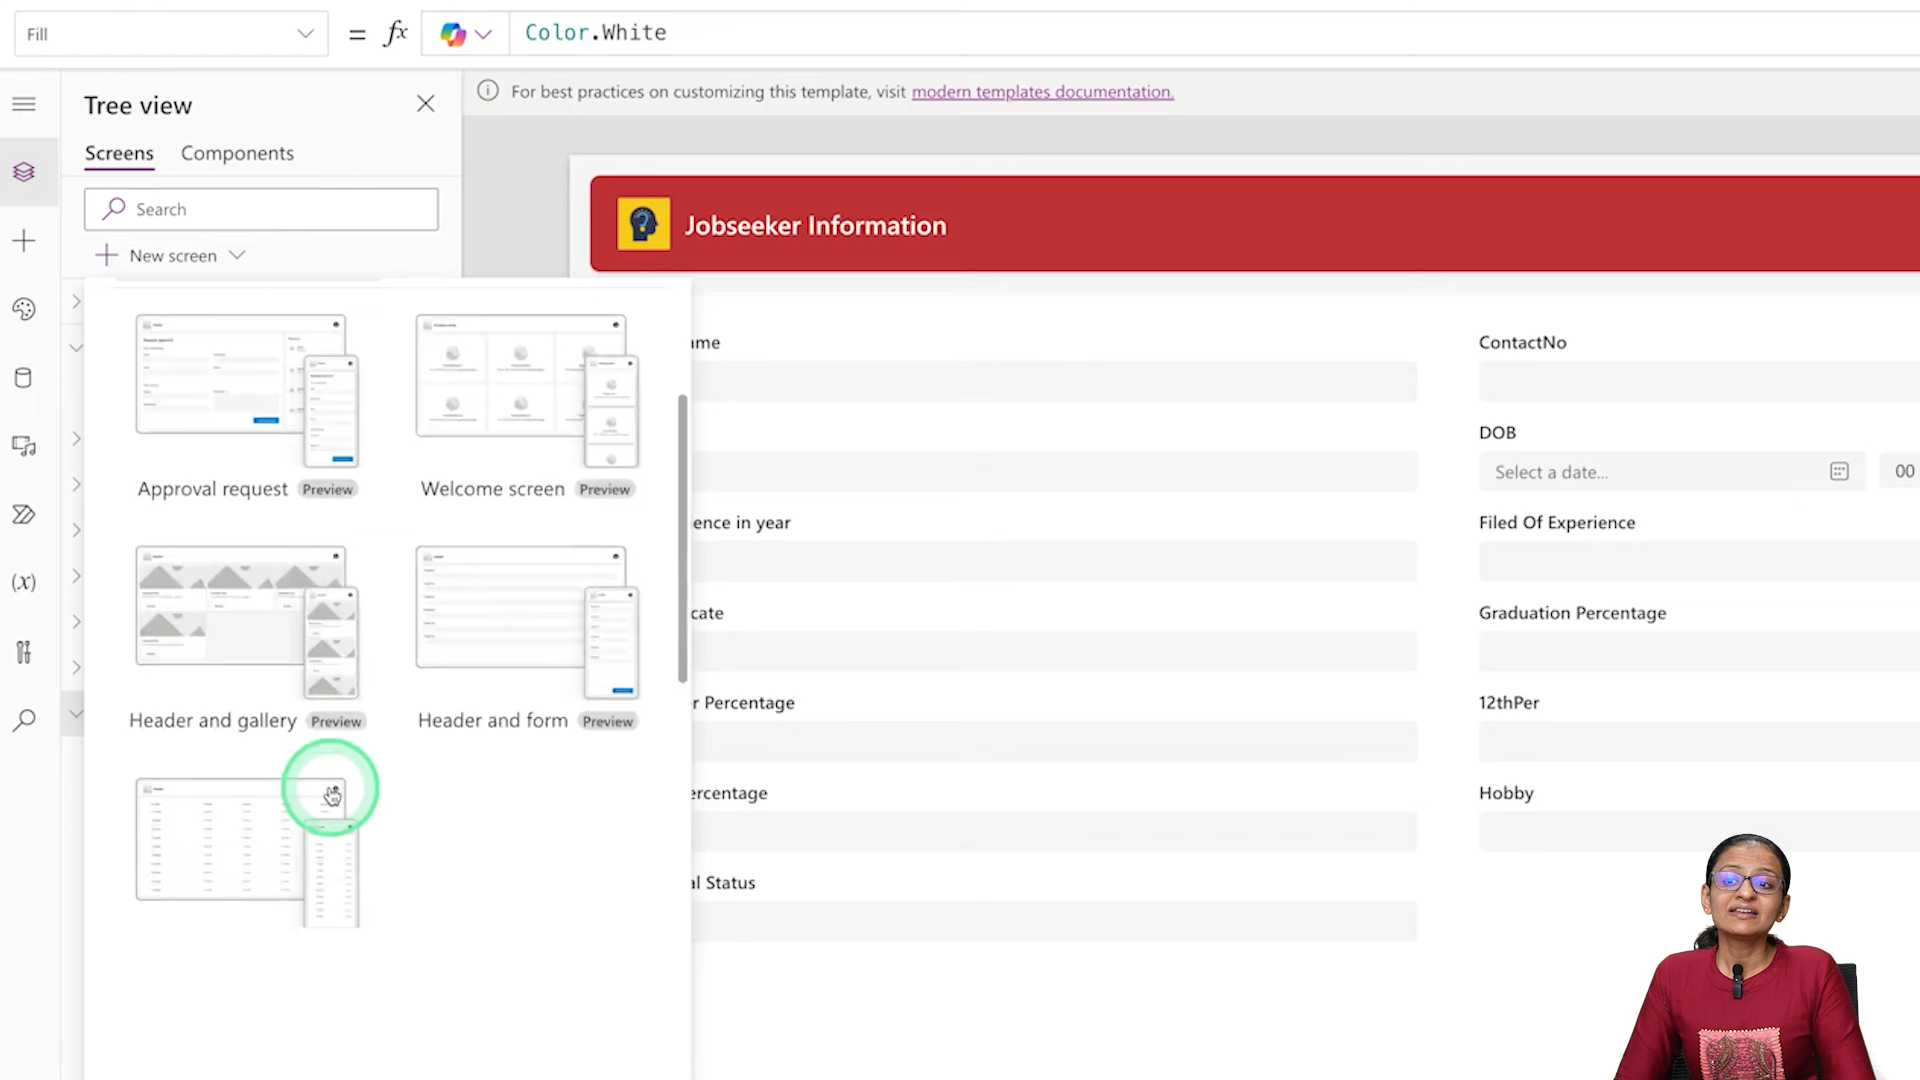 Fill
= fx
Color.White
Tree view
For best practices on customizing this template, visit modern templates documentation.
Screens
Components
Search
Jobseeker Information
New screen
ame
ContactNo
DOB
Select a date...
00
Approval request Preview
Welcome screen Preview
ence in year
Filed Of Experience
cate
Graduation Percentage
r Percentage
12thPer
Header and gallery Preview
Header and form Preview
ercentage
Hobby
al Status
(x)